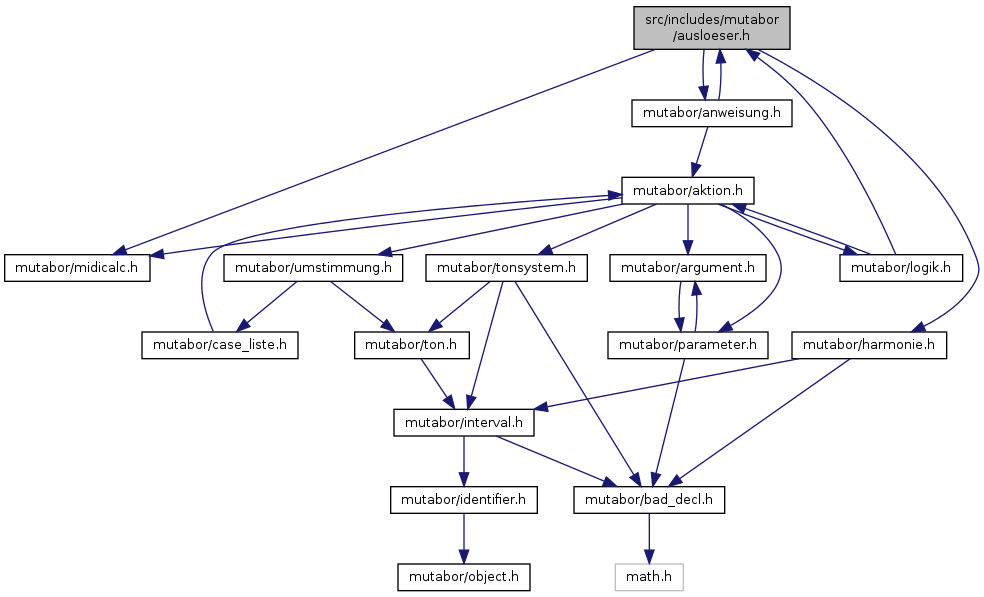 src/includes/mutabor
/ausloeser.h
mutabor/anweisung.h
mutabor/aktion.h
mutabor/midicalc.h
mutabor/umstimmung.h
mutabor/tonsystem.h
mutabor/argument.h
mutabor/logik.h
mutabor/case_liste.h
mutabor/ton.h
mutabor/parameter.h
mutabor/harmonie.h
mutabor/interval.h
mutabor/identifier.h
mutabor/bad_decl.h
mutabor/object.h
math.h